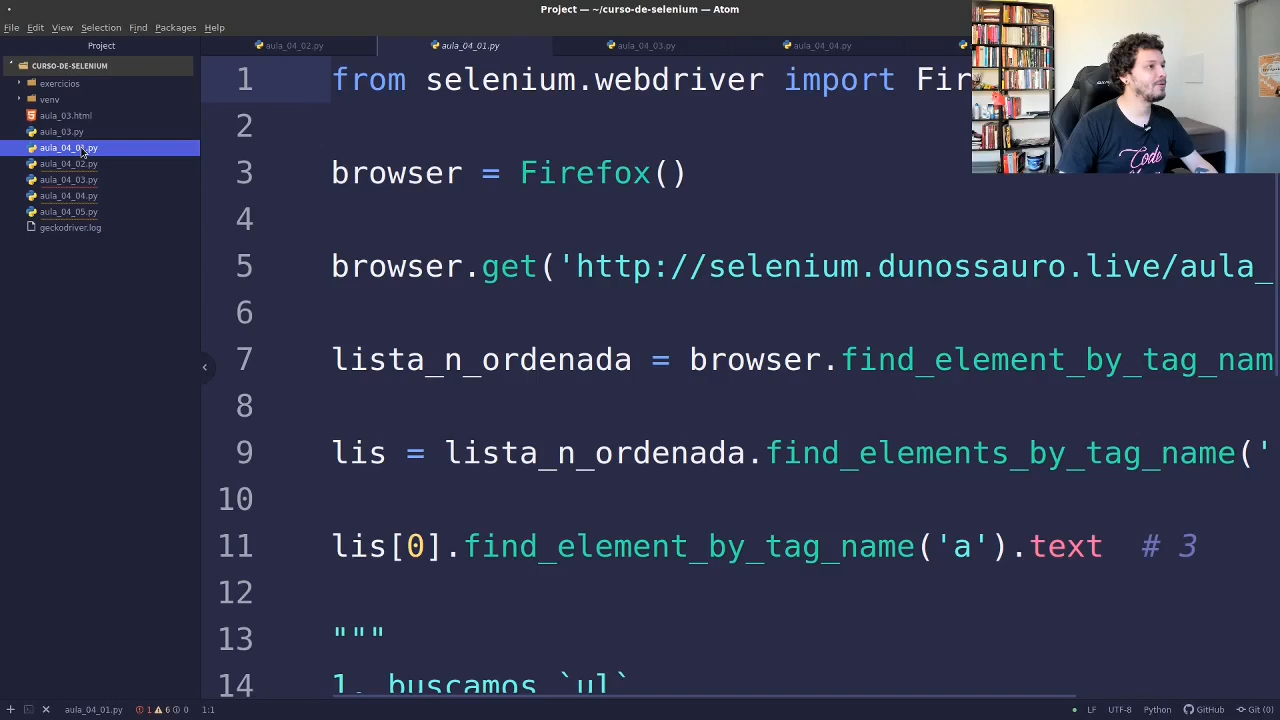 Project — ~/curso-de-selenium — Atom
File Edit View Selection Find Packages Help
Project
aula_04_02.py
aula_04_01.py
aula_04_03.py
aula_04_04.py
CURSO-DE-SELENIUM
exercicios
venv
aula_03.html
aula_03.py
aula_04_01.py
aula_04_02.py
aula_04_03.py
aula_04_04.py
aula_04_05.py
geckodriver.log
1 from selenium.webdriver import Fir
2
3 browser = Firefox()
4
5 browser.get('http://selenium.dunossauro.live/aula_
6
7 lista_n_ordenada = browser.find_element_by_tag_nam
8
9 lis = lista_n_ordenada.find_elements_by_tag_name('
10
11 lis[0].find_element_by_tag_name('a').text # 3
12
13 """
14 1. buscamos `ul`
Code
aula_04_01.py 1 6 0 1:1 LF UTF-8 Python GitHub Git (0)